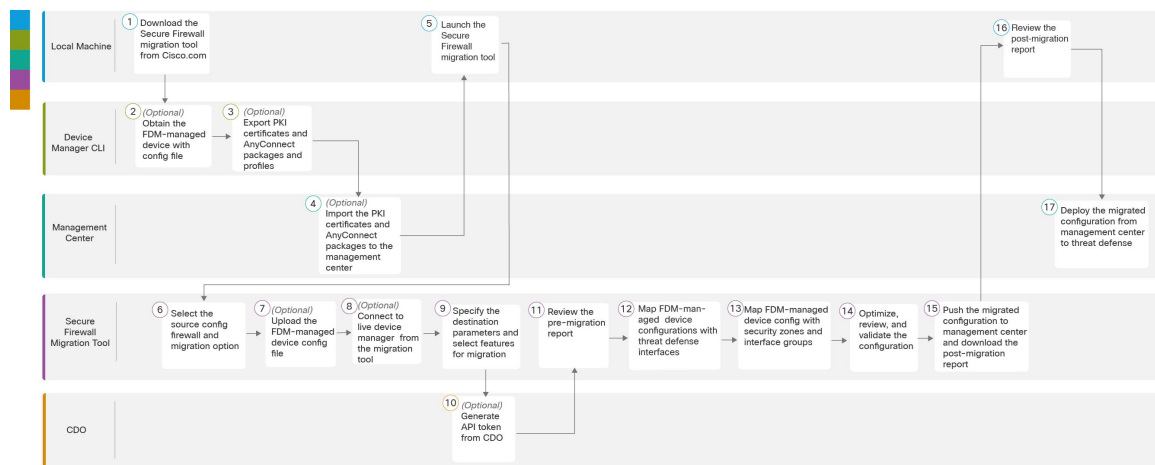 Local Machine
1
Download the
Secure Firewall
migration tool
from Cisco.com
5
Launch the
Secure
Firewall
migration tool
16
Review the
post-migration
report
Device
Manager CLI
2
(Optional)
Obtain the
FDM-managed
device with
config file
3
(Optional)
Export PKI
certificates and
AnyConnect
packages and
profiles
Management
Center
4
(Optional)
Import the PKI
certificates and
AnyConnect
packages to the
management
center
17
Deploy the migrated
configuration from
management center
to threat defense
Secure
Firewall
Migration Tool
6
Select the
source config
firewall and
migration option
7
(Optional)
Upload the
FDM-managed
device config
file
8
(Optional)
Connect to
live device
manager from
the migration
tool
9
Specify the
destination
parameters and
select features
for migration
11
Review the
pre-migration
report
12
Map FDM-man-
aged device
configurations with
threat defense
interfaces
13
Map FDM-managed
device config with
security zones and
interface groups
14
Optimize,
review, and
validate the
configuration
15
Push the migrated
configuration to
management center
and download the
post-migration
report
CDO
10
(Optional)
Generate
API token
from CDO